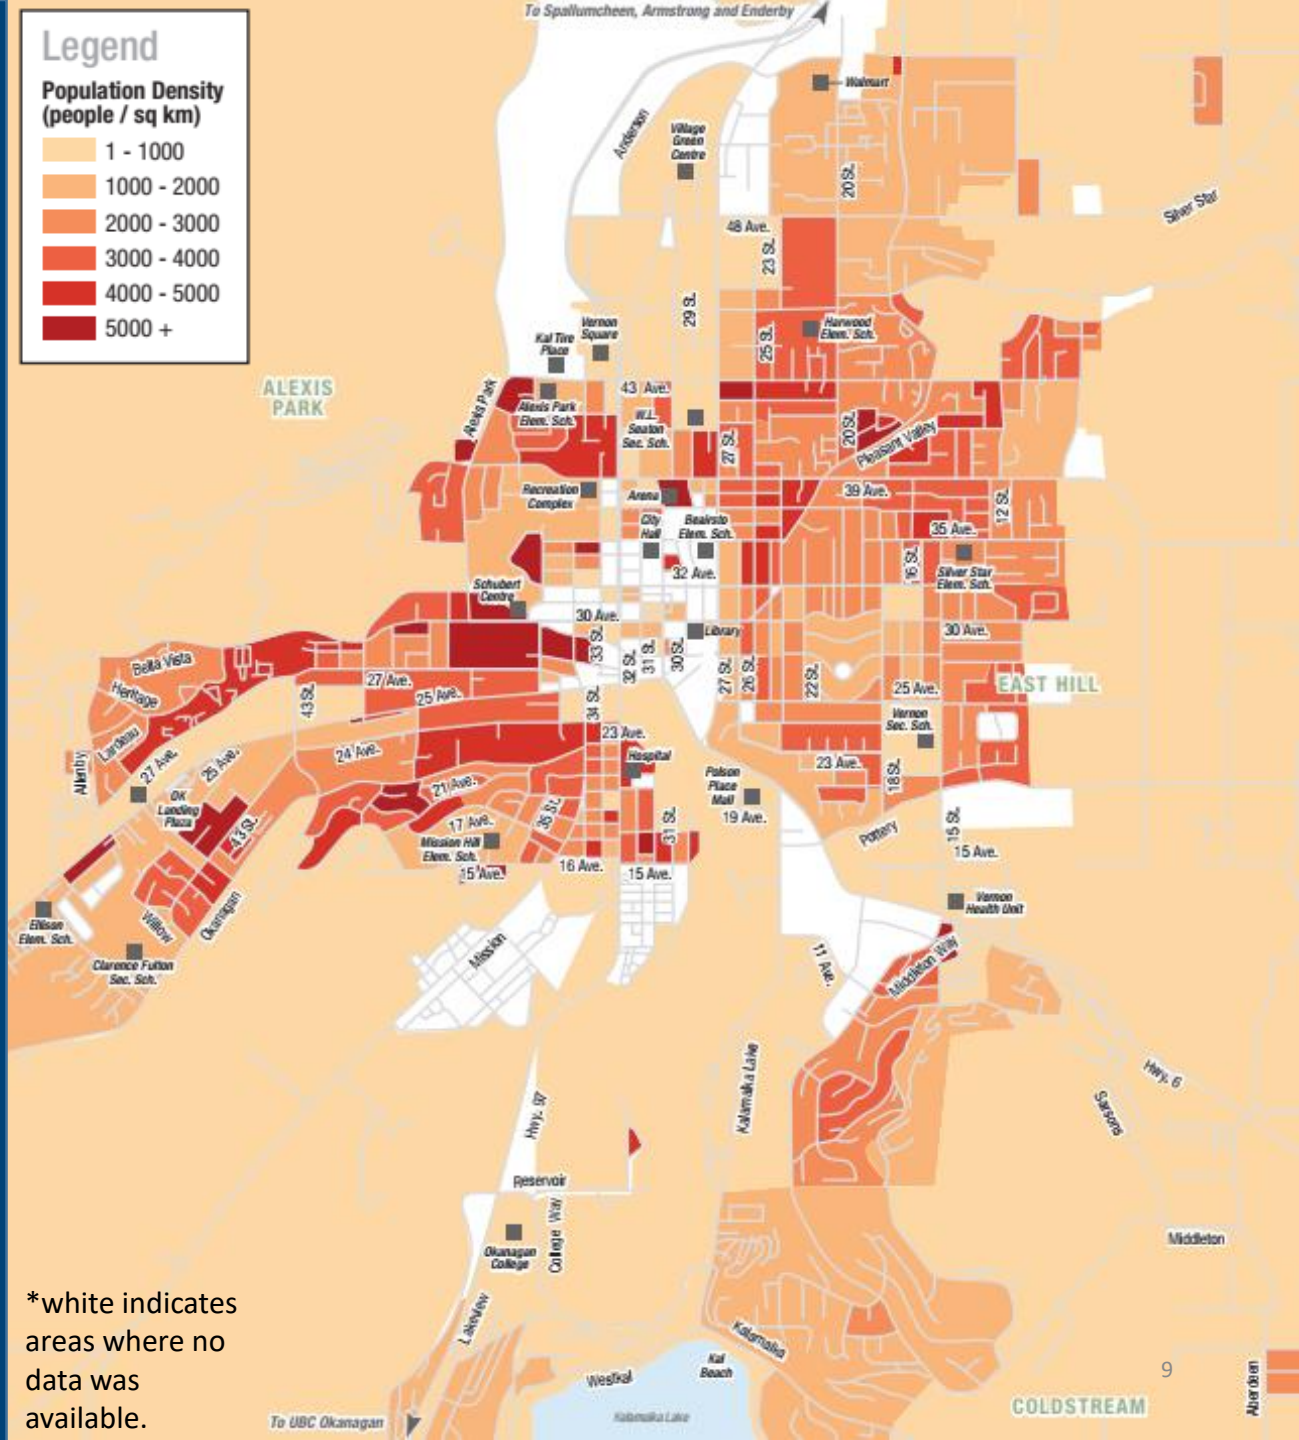 To Spallumcheen, Armstrong and Enderby
Legend
Population Density
(people / sq km)
1 - 1000
1000 - 2000
2000 - 3000
3000 - 4000
4000 - 5000
5000 +
Walmart
Anderson
Village
Green
Centre
20 St.
Silver Star
48 Ave.
23 St.
29 St.
Vernon
Square
Kal Tire
Place
25 St.
Harwood
Elem. Sch.
ALEXIS
PARK
Alexis Park
43 Ave.
Alexis Park
Elem. Sch.
W.L.
Seaton
Sec. Sch.
27 St.
20 St.
Pleasant Valley
Recreation
Complex
Arena
39 Ave.
12 St.
City
Hall
Beairsto
Elem. Sch.
35 Ave.
16 St.
Silver Star
Elem. Sch.
32 Ave.
Schubert
Centre
30 Ave.
Library
30 Ave.
33 St.
32 St.
31 St.
30 St.
27 St.
26 St.
22 St.
Bella Vista
Heritage
27 Ave.
25 Ave.
43 St.
34 St.
25 Ave.
EAST HILL
Vernon
Sec. Sch.
Lardeau
Allenby
27 Ave.
25 Ave.
24 Ave.
23 Ave.
Hospital
23 Ave.
18 St.
21 Ave.
Polson
Place
Mall
19 Ave.
OK
Landing
Plaza
43 St.
17 Ave.
35 St.
31 St.
Pottery
15 St.
Mission Hill
Elem. Sch.
15 Ave.
16 Ave.
15 Ave.
15 Ave.
Ellison
Elem. Sch.
Willow
Okanagan
Vernon
Health Unit
Clarence Fulton
Sec. Sch.
Mission
11 Ave.
Middleton Way
Hwy. 97
Kalamalka Lake
Hwy. 6
Sarsons
Reservoir
College Way
Okanagan
College
Middleton
*white indicates
areas where no
data was
available.
Lakeview
Kalamalka
Westkal
Kal
Beach
9
Aberdeen
To UBC Okanagan
Kalamalka Lake
COLDSTREAM